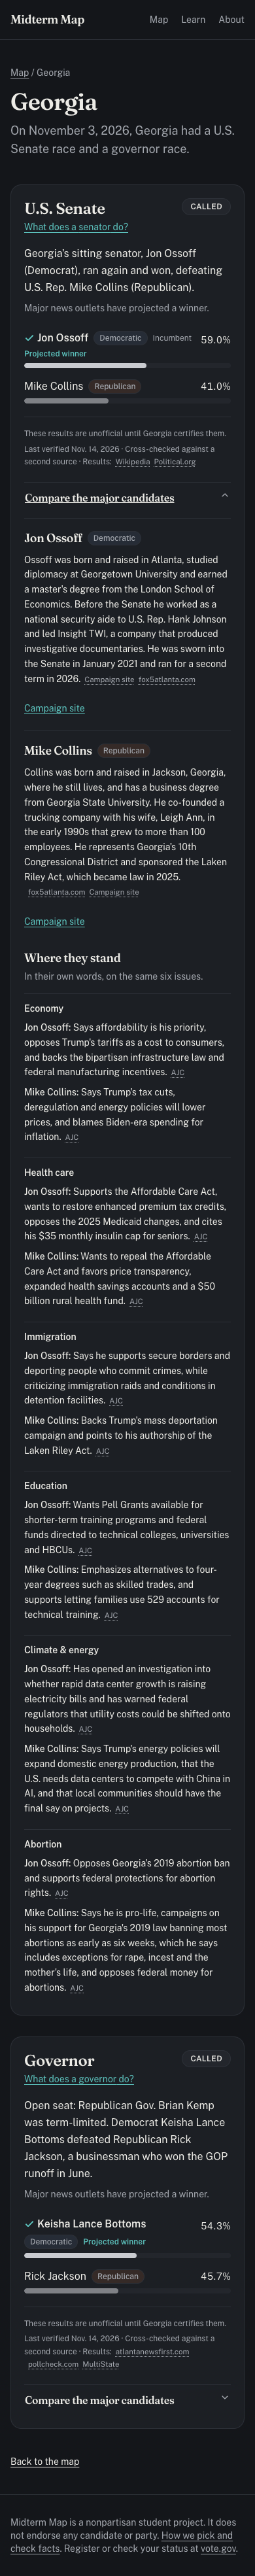 Midterm Map
Map Learn About
Map / Georgia
Georgia
On November 3, 2026, Georgia had a U.S.
Senate race and a governor race.
U.S. Senate
CALLED
What does a senator do?
Georgia's sitting senator, Jon Ossoff
(Democrat), ran again and won, defeating
U.S. Rep. Mike Collins (Republican).
Major news outlets have projected a winner.
✓ Jon Ossoff Democratic Incumbent 59.0%
Projected winner
Mike Collins Republican 41.0%
These results are unofficial until Georgia certifies them.
Last verified Nov. 14, 2026 · Cross-checked against a
second source · Results: Wikipedia Political.org
Compare the major candidates
Jon Ossoff Democratic
Ossoff was born and raised in Atlanta, studied
diplomacy at Georgetown University and earned
a master's degree from the London School of
Economics. Before the Senate he worked as a
national security aide to U.S. Rep. Hank Johnson
and led Insight TWI, a company that produced
investigative documentaries. He was sworn into
the Senate in January 2021 and ran for a second
term in 2026. Campaign site fox5atlanta.com
Campaign site
Mike Collins Republican
Collins was born and raised in Jackson, Georgia,
where he still lives, and has a business degree
from Georgia State University. He co-founded a
trucking company with his wife, Leigh Ann, in
the early 1990s that grew to more than 100
employees. He represents Georgia's 10th
Congressional District and sponsored the Laken
Riley Act, which became law in 2025.
fox5atlanta.com Campaign site
Campaign site
Where they stand
In their own words, on the same six issues.
Economy
Jon Ossoff: Says affordability is his priority,
opposes Trump's tariffs as a cost to consumers,
and backs the bipartisan infrastructure law and
federal manufacturing incentives. AJC
Mike Collins: Says Trump's tax cuts,
deregulation and energy policies will lower
prices, and blames Biden-era spending for
inflation. AJC
Health care
Jon Ossoff: Supports the Affordable Care Act,
wants to restore enhanced premium tax credits,
opposes the 2025 Medicaid changes, and cites
his $35 monthly insulin cap for seniors. AJC
Mike Collins: Wants to repeal the Affordable
Care Act and favors price transparency,
expanded health savings accounts and a $50
billion rural health fund. AJC
Immigration
Jon Ossoff: Says he supports secure borders and
deporting people who commit crimes, while
criticizing immigration raids and conditions in
detention facilities. AJC
Mike Collins: Backs Trump's mass deportation
campaign and points to his authorship of the
Laken Riley Act. AJC
Education
Jon Ossoff: Wants Pell Grants available for
shorter-term training programs and federal
funds directed to technical colleges, universities
and HBCUs. AJC
Mike Collins: Emphasizes alternatives to four-
year degrees such as skilled trades, and
supports letting families use 529 accounts for
technical training. AJC
Climate & energy
Jon Ossoff: Has opened an investigation into
whether rapid data center growth is raising
electricity bills and has warned federal
regulators that utility costs could be shifted onto
households. AJC
Mike Collins: Says Trump's energy policies will
expand domestic energy production, that the
U.S. needs data centers to compete with China in
AI, and that local communities should have the
final say on projects. AJC
Abortion
Jon Ossoff: Opposes Georgia's 2019 abortion ban
and supports federal protections for abortion
rights. AJC
Mike Collins: Says he is pro-life, campaigns on
his support for Georgia's 2019 law banning most
abortions as early as six weeks, which he says
includes exceptions for rape, incest and the
mother's life, and opposes federal money for
abortions. AJC
Governor
CALLED
What does a governor do?
Open seat: Republican Gov. Brian Kemp
was term-limited. Democrat Keisha Lance
Bottoms defeated Republican Rick
Jackson, a businessman who won the GOP
runoff in June.
Major news outlets have projected a winner.
✓ Keisha Lance Bottoms 54.3%
Democratic Projected winner
Rick Jackson Republican 45.7%
These results are unofficial until Georgia certifies them.
Last verified Nov. 14, 2026 · Cross-checked against a
second source · Results: atlantanewsfirst.com
pollcheck.com MultiState
Compare the major candidates
Back to the map
Midterm Map is a nonpartisan student project. It does
not endorse any candidate or party. How we pick and
check facts. Register or check your status at vote.gov.